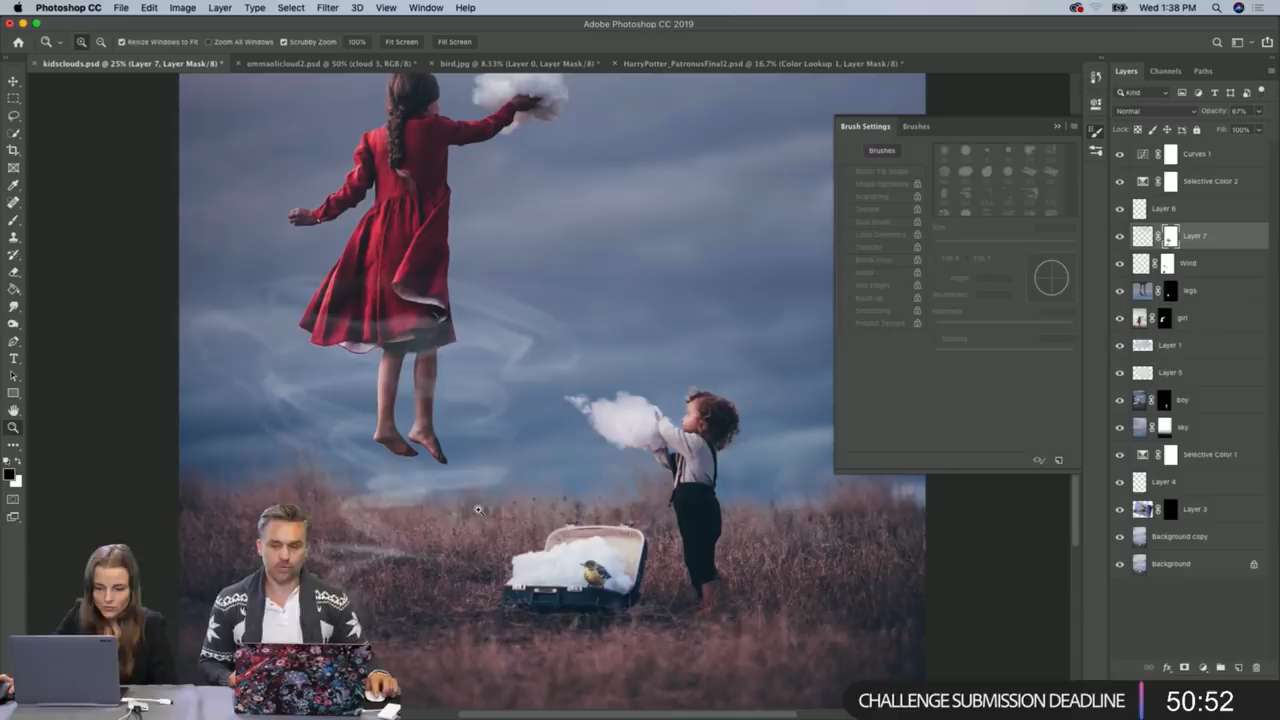 Photoshop CC File Edit Image Layer Type Select Filter 3D View Window Help
Wed 1:38 PM
Adobe Photoshop CC 2019
Resize Windows to Fit Zoom All Windows Scrubby Zoom 100% Fit Screen Fill Screen
kidsclouds.psd @ 25% (Layer 7, Layer Mask/8) *
emmaolicloud2.psd @ 50% (cloud 3, RGB/8) *
bird.jpg @ 8.33% (Layer 0, Layer Mask/8) *
HarryPotter_PatronusFinal2.psd @ 16.7% (Color Lookup 1, Layer Mask/8) *
Brush Settings Brushes
Brushes
Brush Tip Shape
Shape Dynamics
Scattering
Texture
Dual Brush
Color Dynamics
Transfer
Brush Pose
Noise
Wet Edges
Build-up
Smoothing
Protect Texture
Size
Flip X Flip Y
Angle:
Roundness:
Hardness
Spacing
Layers Channels Paths
Kind
Normal Opacity: 67%
Lock: Fill: 100%
Curves 1
Selective Color 2
Layer 6
Layer 7
Wind
legs
girl
Layer 1
Layer 5
boy
sky
Selective Color 1
Layer 4
Layer 3
Background copy
Background
CHALLENGE SUBMISSION DEADLINE 50:52